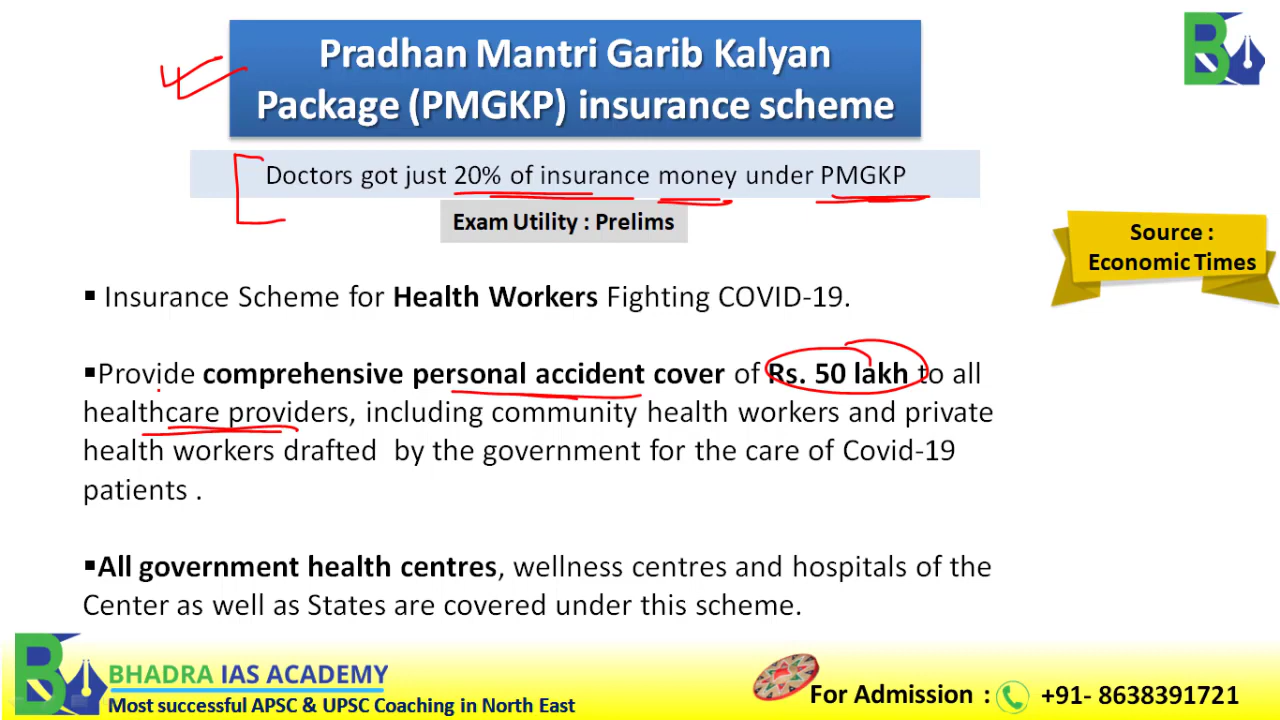 Pradhan Mantri Garib Kalyan
Package (PMGKP) insurance scheme
Doctors got just 20% of insurance money under PMGKP
Exam Utility : Prelims
Source :
Economic Times
▪ Insurance Scheme for Health Workers Fighting COVID-19.
▪Provide comprehensive personal accident cover of Rs. 50 lakh to all
healthcare providers, including community health workers and private
health workers drafted by the government for the care of Covid-19
patients .
▪All government health centres, wellness centres and hospitals of the
Center as well as States are covered under this scheme.
BHADRA IAS ACADEMY
Most successful APSC & UPSC Coaching in North East
For Admission : +91- 8638391721